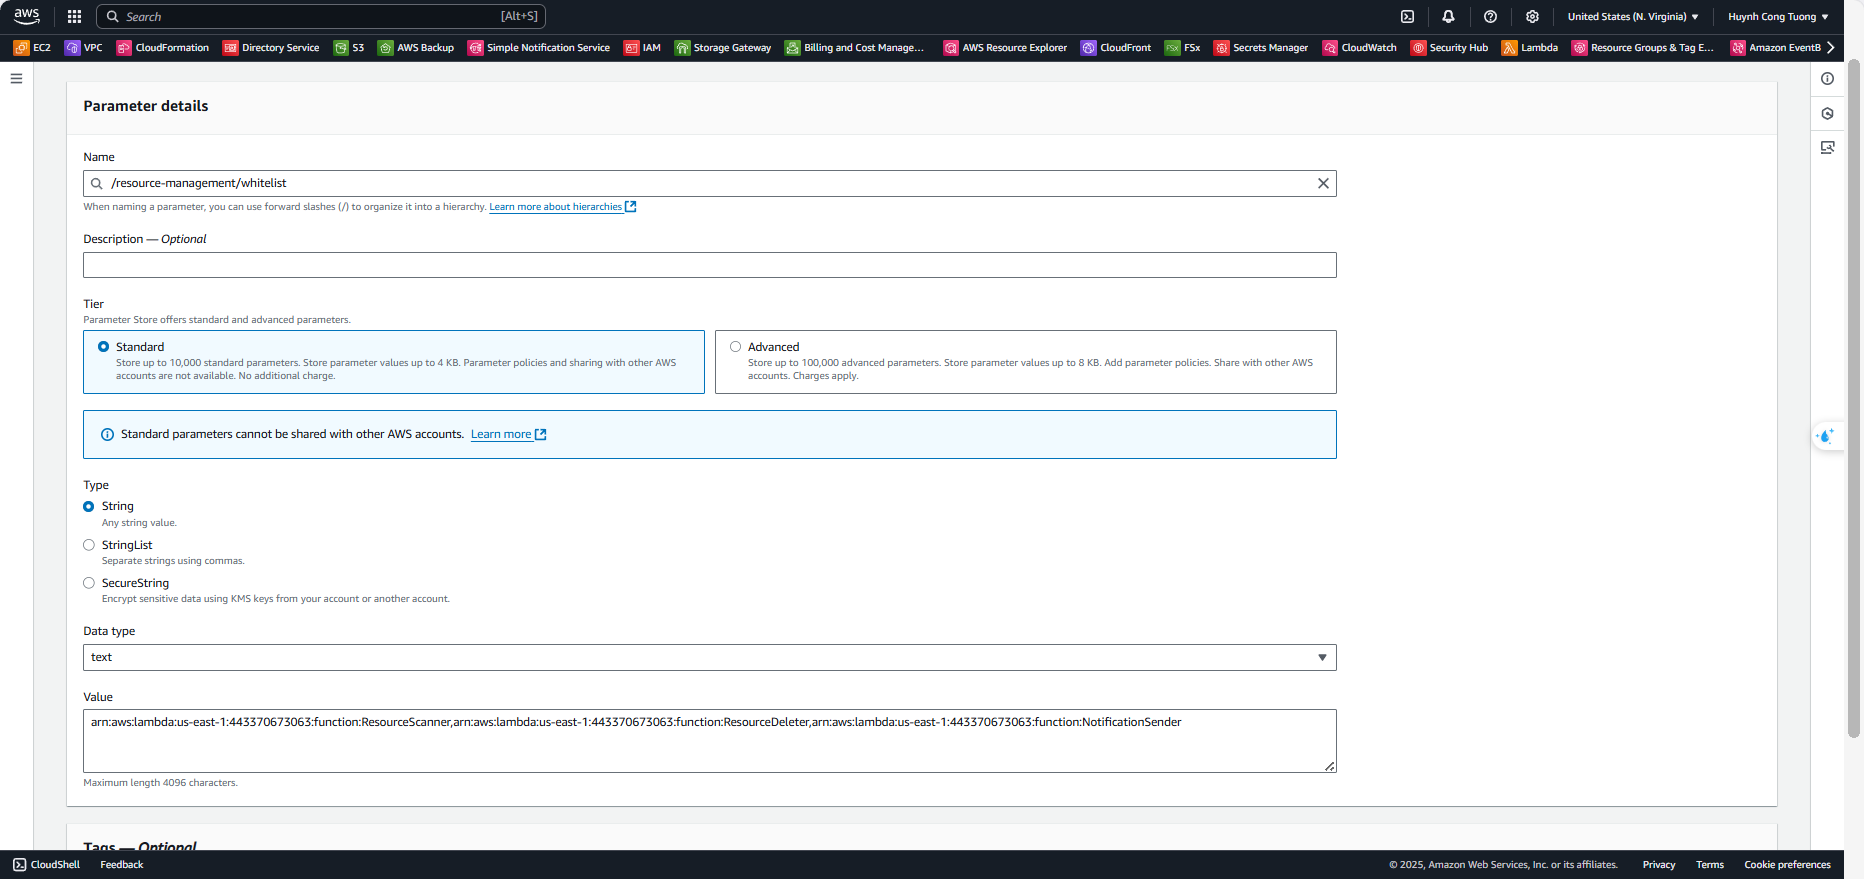 aws Search [Alt+S] United States (N. Virginia) Huynh Cong Tuong
EC2 VPC CloudFormation Directory Service S3 AWS Backup Simple Notification Service IAM Storage Gateway Billing and Cost Manage... AWS Resource Explorer CloudFront FSx FSx Secrets Manager CloudWatch Security Hub Lambda Resource Groups & Tag E... Amazon EventB
Parameter details
Name
/resource-management/whitelist
When naming a parameter, you can use forward slashes (/) to organize it into a hierarchy. Learn more about hierarchies
Description — Optional
Tier
Parameter Store offers standard and advanced parameters.
Standard
Store up to 10,000 standard parameters. Store parameter values up to 4 KB. Parameter policies and sharing with other AWS
accounts are not available. No additional charge.
Advanced
Store up to 100,000 advanced parameters. Store parameter values up to 8 KB. Add parameter policies. Share with other AWS
accounts. Charges apply.
Standard parameters cannot be shared with other AWS accounts. Learn more
Type
String
Any string value.
StringList
Separate strings using commas.
SecureString
Encrypt sensitive data using KMS keys from your account or another account.
Data type
text
Value
arn:aws:lambda:us-east-1:443370673063:function:ResourceScanner,arn:aws:lambda:us-east-1:443370673063:function:ResourceDeleter,arn:aws:lambda:us-east-1:443370673063:function:NotificationSender
Maximum length 4096 characters.
Tags — Optional
CloudShell Feedback © 2025, Amazon Web Services, Inc. or its affiliates. Privacy Terms Cookie preferences